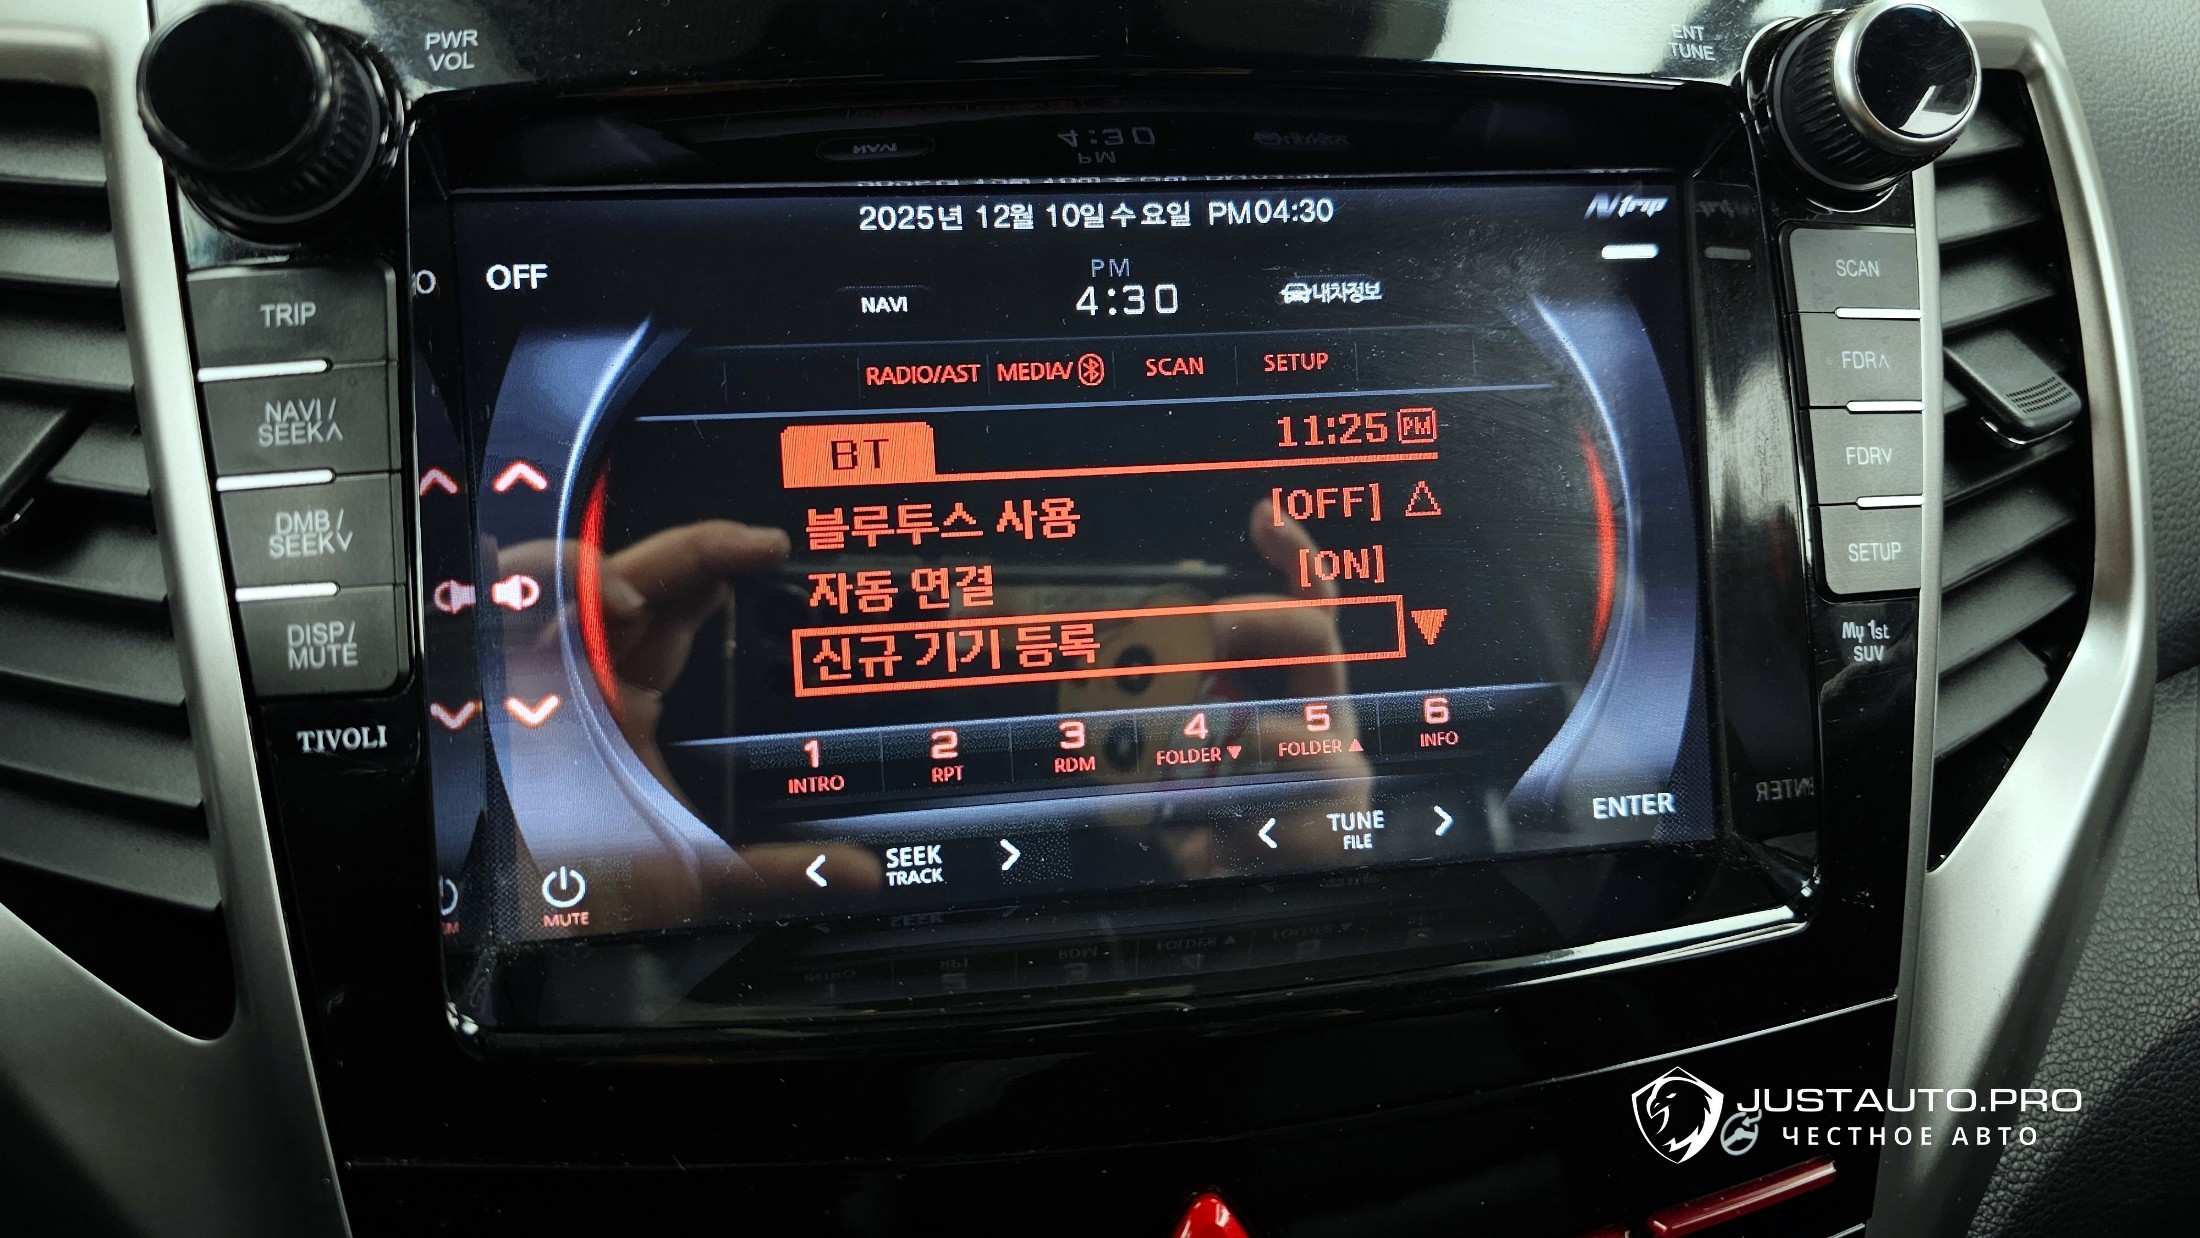 PWR
VOL
ENT
TUNE
2025년 12월 10일수요일 PM04:30
Ntrip
OFF
NAVI
PM
4:30
내차정보
RADIO/AST MEDIA/ SCAN SETUP
BT
11:25 PM
블루투스 사용 [OFF]
자동 연결 [ON]
신규 기기 등록
1
INTRO
2
RPT
3
RDM
4
FOLDER ▼
5
FOLDER ▲
6
INFO
< SEEK >
TRACK
< TUNE >
FILE
ENTER
MUTE
TRIP
NAVI /
SEEK∧
DMB /
SEEK∨
DISP/
MUTE
TIVOLI
SCAN
FDR∧
FDR∨
SETUP
My 1st
SUV
JUSTAUTO.PRO
ЧЕСТНОЕ АВТО